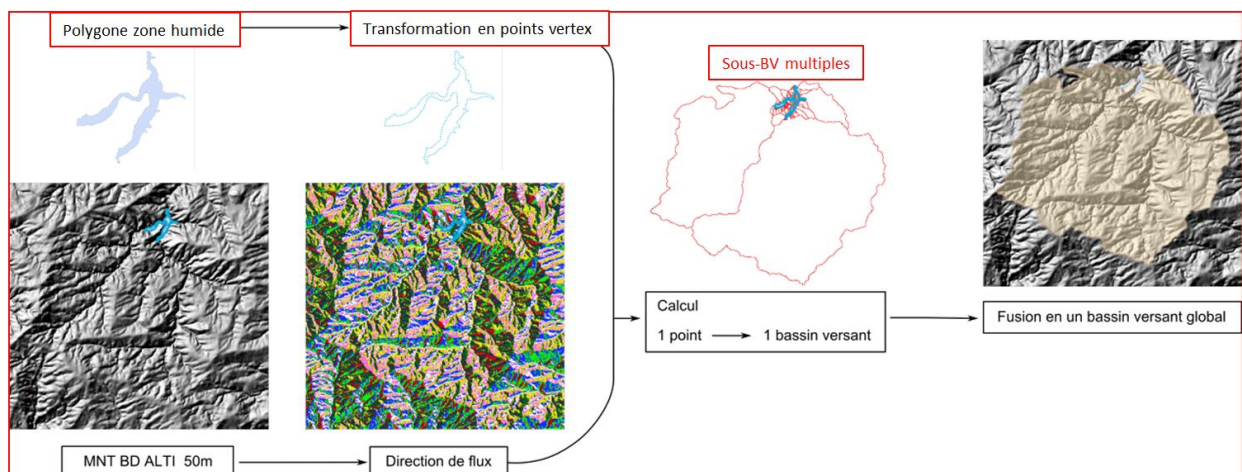 Polygone zone humide
Transformation en points vertex
Sous-BV multiples
Calcul
1 point
1 bassin versant
Fusion en un bassin versant global
MNT BD ALTI 50m
Direction de flux